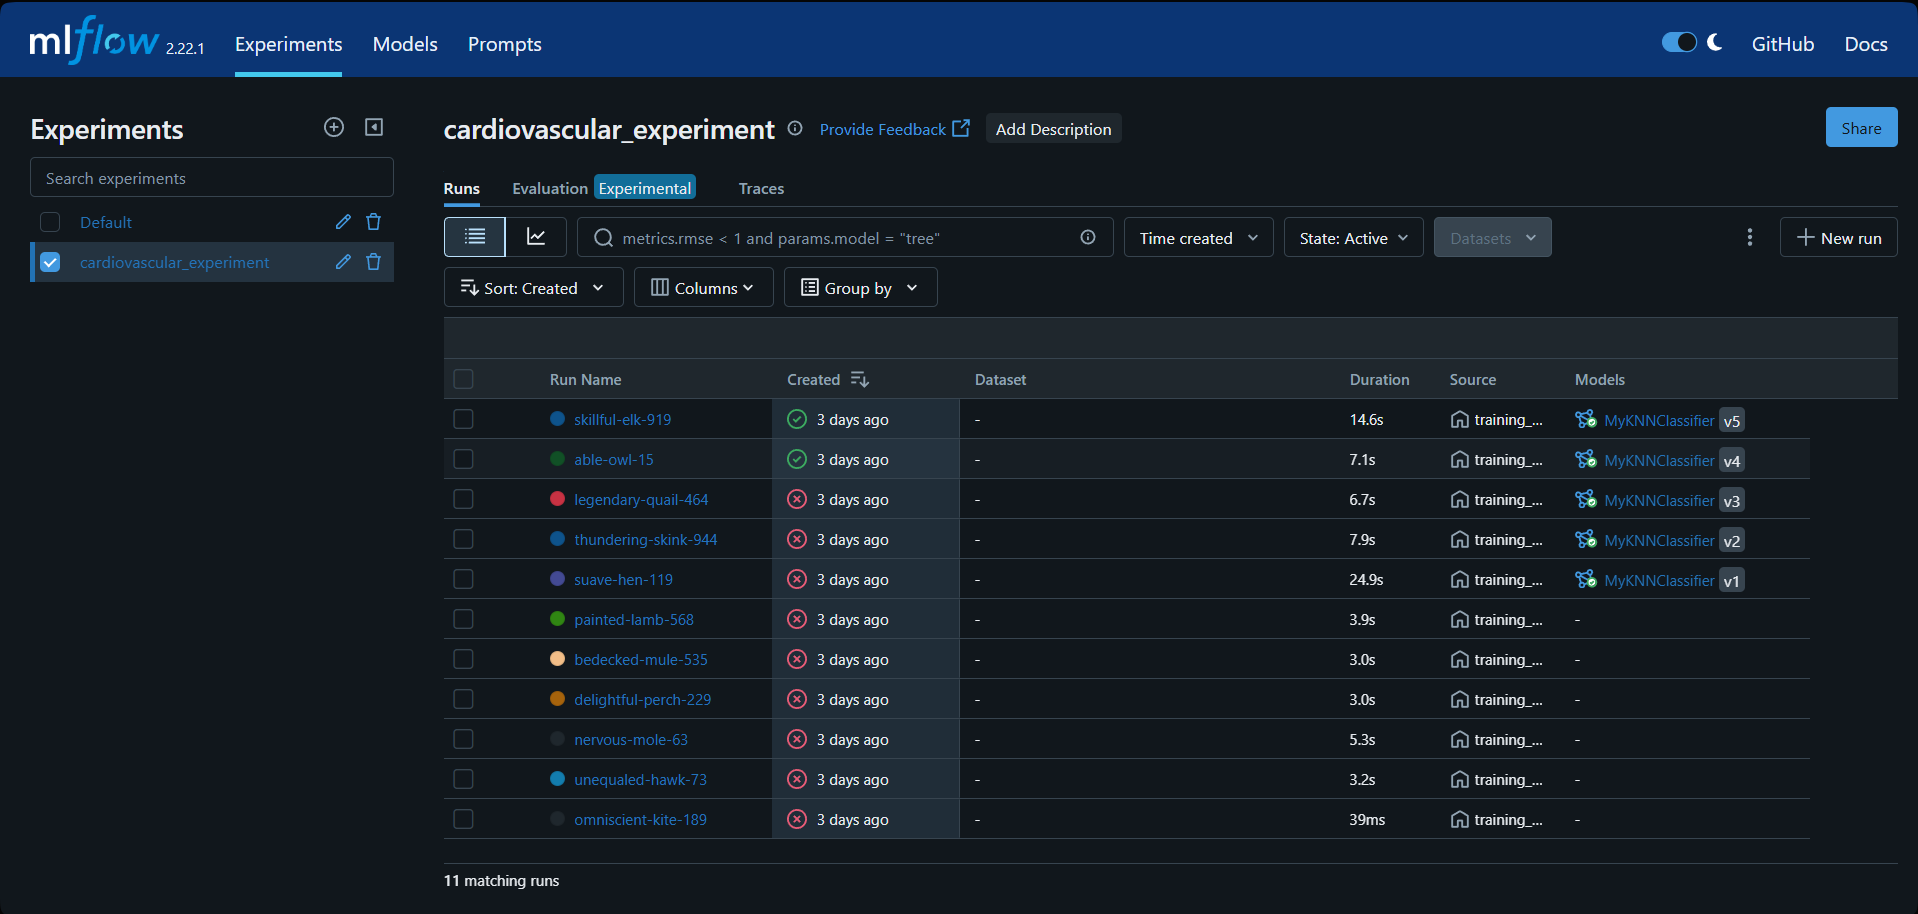 mlflow 2.22.1 Experiments Models Prompts GitHub Docs
Experiments
Search experiments
Default
cardiovascular_experiment
cardiovascular_experiment Provide Feedback Add Description Share
Runs Evaluation Experimental Traces
metrics.rmse < 1 and params.model = "tree" Time created State: Active Datasets New run
Sort: Created Columns Group by
Run Name Created Dataset Duration Source Models
skillful-elk-919 3 days ago - 14.6s training_... MyKNNClassifier v5
able-owl-15 3 days ago - 7.1s training_... MyKNNClassifier v4
legendary-quail-464 3 days ago - 6.7s training_... MyKNNClassifier v3
thundering-skink-944 3 days ago - 7.9s training_... MyKNNClassifier v2
suave-hen-119 3 days ago - 24.9s training_... MyKNNClassifier v1
painted-lamb-568 3 days ago - 3.9s training_... -
bedecked-mule-535 3 days ago - 3.0s training_... -
delightful-perch-229 3 days ago - 3.0s training_... -
nervous-mole-63 3 days ago - 5.3s training_... -
unequaled-hawk-73 3 days ago - 3.2s training_... -
omniscient-kite-189 3 days ago - 39ms training_... -
11 matching runs